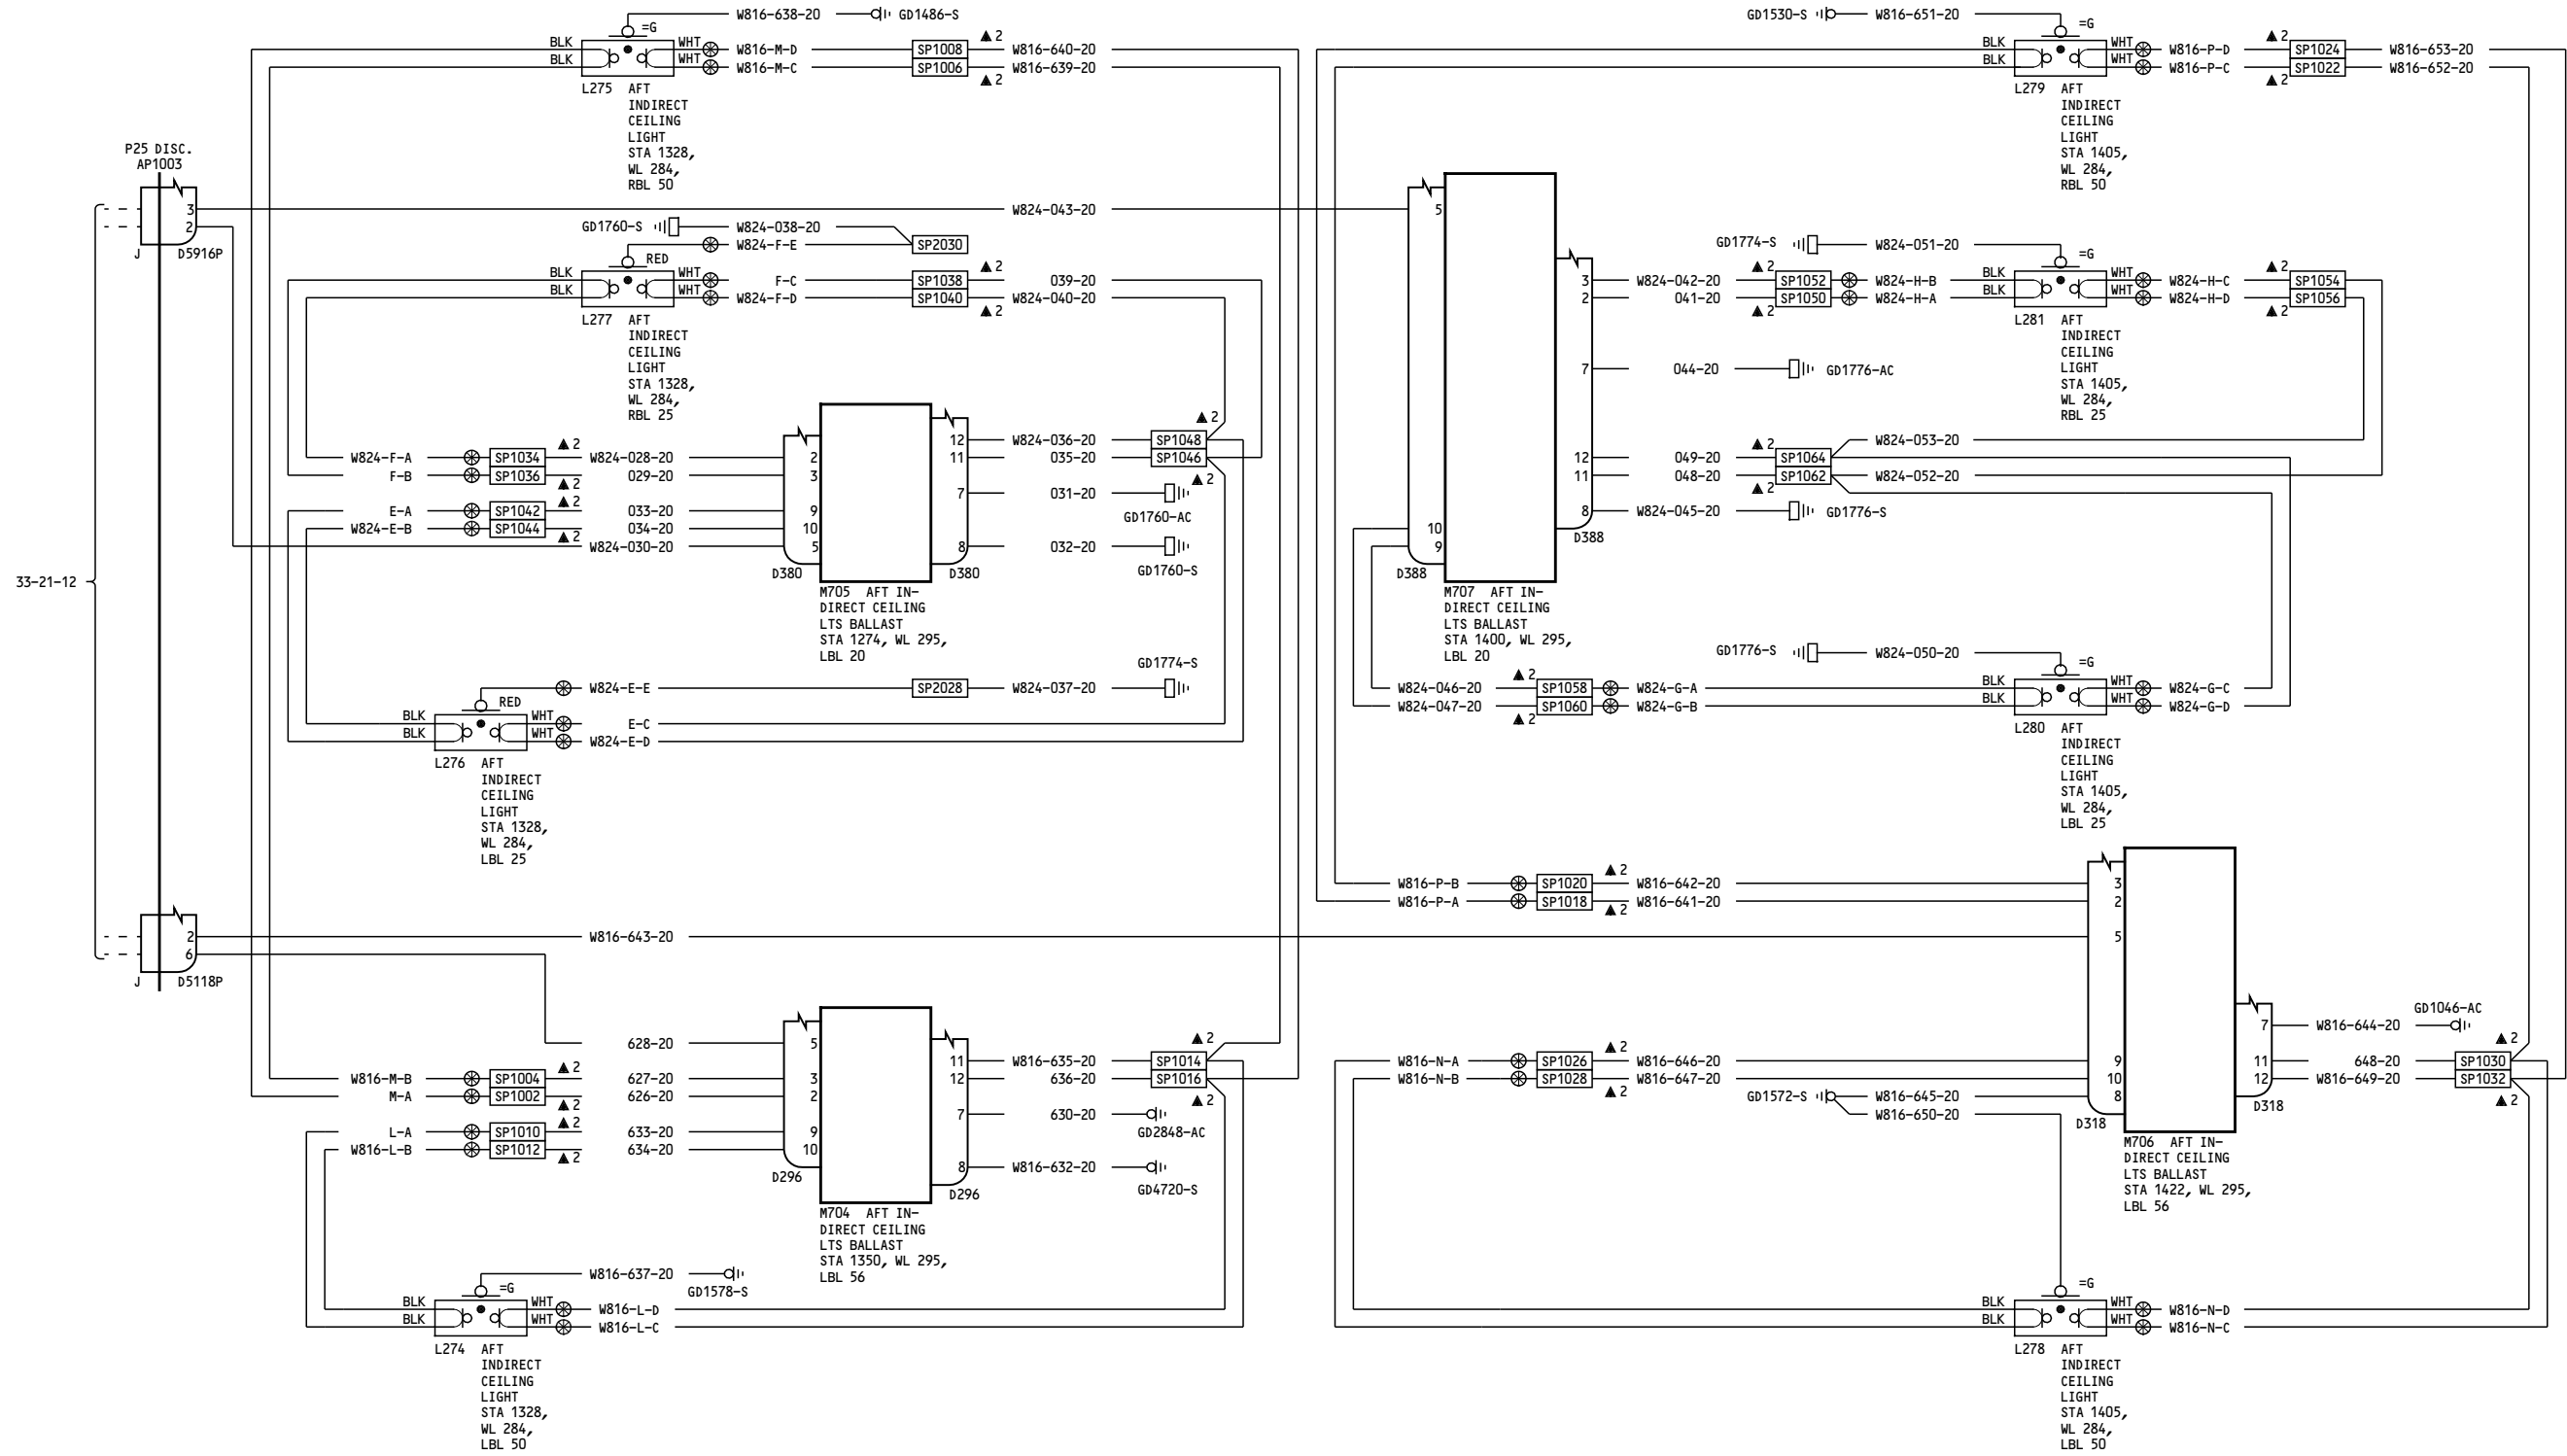 W816-638-20 GD1486-S
=G
BLK WHT W816-M-D SP1008 ▲ 2 W816-640-20
BLK WHT W816-M-C SP1006 ▲ 2 W816-639-20
L275 AFT
INDIRECT
CEILING
LIGHT
STA 1328,
WL 284,
RBL 50
P25 DISC.
AP1003
3
2
J D5916P
W824-043-20
GD1760-S W824-038-20
W824-F-E SP2030
RED
BLK WHT F-C SP1038 ▲ 2 039-20
BLK WHT W824-F-D SP1040 ▲ 2 W824-040-20
L277 AFT
INDIRECT
CEILING
LIGHT
STA 1328,
WL 284,
RBL 25
W824-F-A SP1034 ▲ 2 W824-028-20 2
F-B SP1036 ▲ 2 029-20 3
E-A SP1042 ▲ 2 033-20 9
W824-E-B SP1044 ▲ 2 034-20 10
W824-030-20 5
D380 D380
12 W824-036-20 SP1048 ▲ 2
11 035-20 SP1046 ▲ 2
7 031-20
GD1760-AC
8 032-20
GD1760-S
M705 AFT IN-
DIRECT CEILING
LTS BALLAST
STA 1274, WL 295,
LBL 20
33-21-12
GD1774-S
W824-E-E SP2028 W824-037-20
RED
BLK WHT E-C
BLK WHT W824-E-D
L276 AFT
INDIRECT
CEILING
LIGHT
STA 1328,
WL 284,
LBL 25
2
6
J D5118P
W816-643-20
628-20 5
W816-M-B SP1004 ▲ 2 627-20 3
M-A SP1002 ▲ 2 626-20 2
L-A SP1010 ▲ 2 633-20 9
W816-L-B SP1012 ▲ 2 634-20 10
D296 D296
11 W816-635-20 SP1014 ▲ 2
12 636-20 SP1016 ▲ 2
7 630-20
GD2848-AC
8 W816-632-20
GD4720-S
M704 AFT IN-
DIRECT CEILING
LTS BALLAST
STA 1350, WL 295,
LBL 56
W816-637-20
GD1578-S
=G
BLK WHT W816-L-D
BLK WHT W816-L-C
L274 AFT
INDIRECT
CEILING
LIGHT
STA 1328,
WL 284,
LBL 50
GD1530-S W816-651-20
=G
BLK WHT W816-P-D SP1024 ▲ 2 W816-653-20
BLK WHT W816-P-C SP1022 ▲ 2 W816-652-20
L279 AFT
INDIRECT
CEILING
LIGHT
STA 1405,
WL 284,
RBL 50
5
GD1774-S W824-051-20
=G
3 W824-042-20 ▲ 2 SP1052 W824-H-B BLK WHT W824-H-C ▲ 2 SP1054
2 041-20 ▲ 2 SP1050 W824-H-A BLK WHT W824-H-D ▲ 2 SP1056
L281 AFT
INDIRECT
CEILING
LIGHT
STA 1405,
WL 284,
RBL 25
7 044-20 GD1776-AC
W824-053-20
12 049-20 ▲ 2 SP1064
11 048-20 ▲ 2 SP1062 W824-052-20
8 W824-045-20 GD1776-S
D388
10
9
D388
M707 AFT IN-
DIRECT CEILING
LTS BALLAST
STA 1400, WL 295,
LBL 20
GD1776-S W824-050-20
=G
W824-046-20 ▲ 2 SP1058 W824-G-A BLK WHT W824-G-C
W824-047-20 ▲ 2 SP1060 W824-G-B BLK WHT W824-G-D
L280 AFT
INDIRECT
CEILING
LIGHT
STA 1405,
WL 284,
LBL 25
W816-P-B SP1020 ▲ 2 W816-642-20 3
W816-P-A SP1018 ▲ 2 W816-641-20 2
5
W816-N-A SP1026 ▲ 2 W816-646-20 9
W816-N-B SP1028 ▲ 2 W816-647-20 10
GD1572-S W816-645-20 8
W816-650-20
D318
GD1046-AC
7 W816-644-20
11 648-20 SP1030 ▲ 2
12 W816-649-20 SP1032 ▲ 2
D318
M706 AFT IN-
DIRECT CEILING
LTS BALLAST
STA 1422, WL 295,
LBL 56
=G
BLK WHT W816-N-D
BLK WHT W816-N-C
L278 AFT
INDIRECT
CEILING
LIGHT
STA 1405,
WL 284,
LBL 50